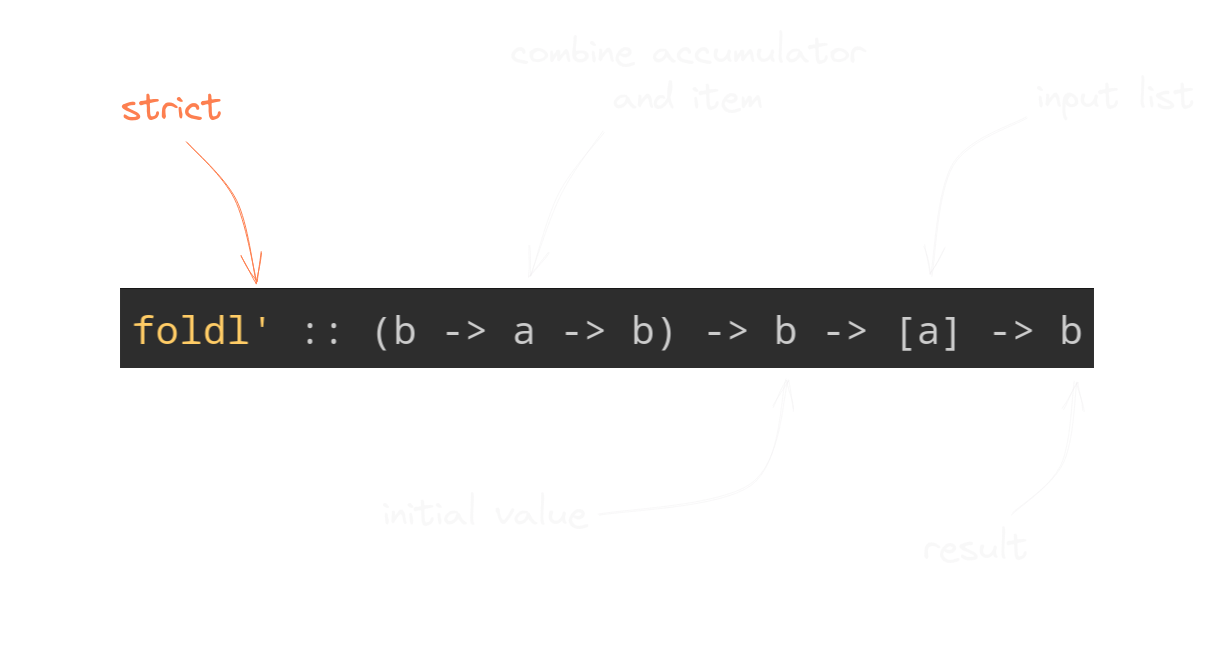 combine accumulator
and item
strict
input list
foldl' :: (b -> a -> b) -> b -> [a] -> b
initial value
result